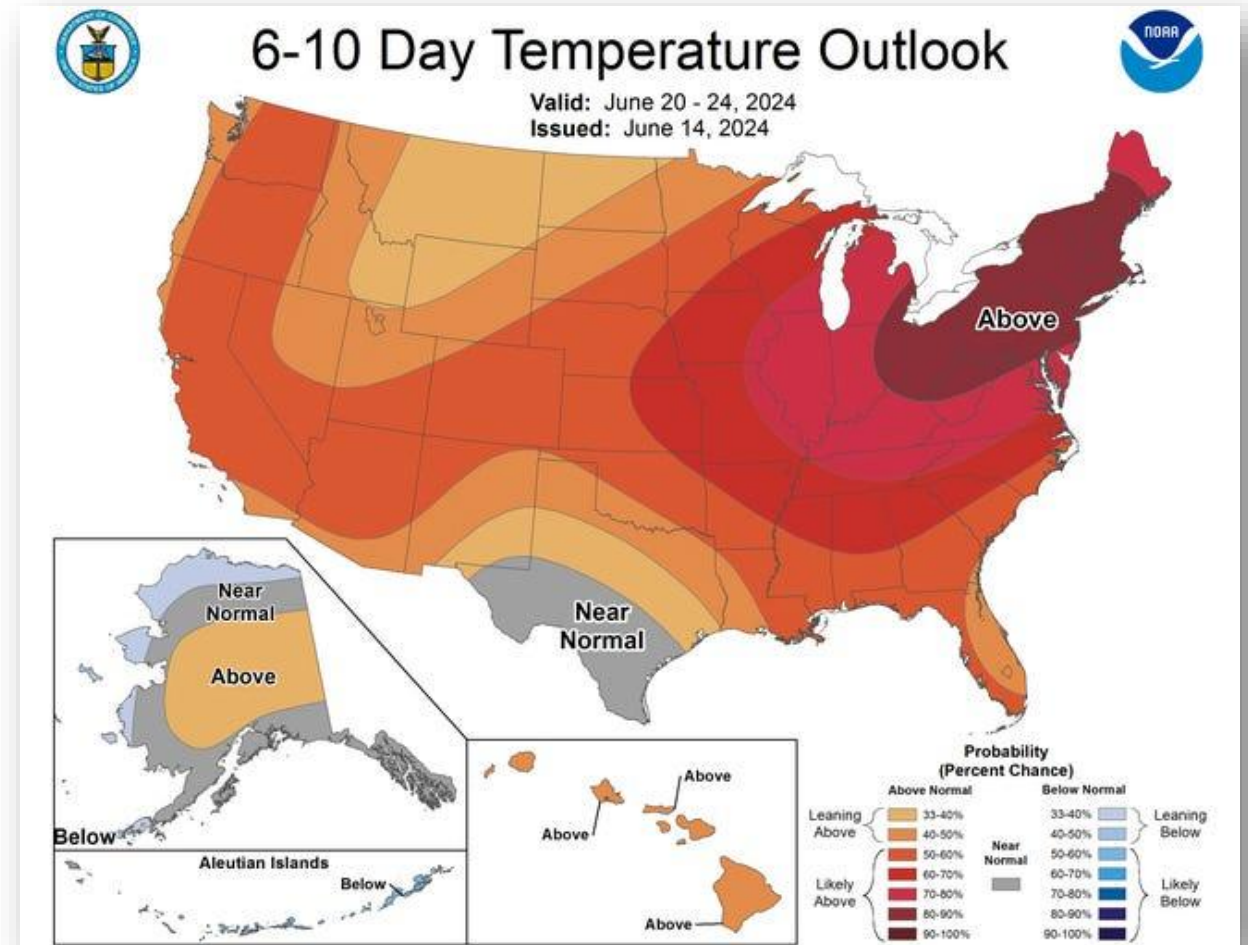 6-10 Day Temperature Outlook
NOAA
Valid: June 20 - 24, 2024
Issued: June 14, 2024
Above
Near
Normal
Near
Normal
Above
Below
Aleutian Islands
Below
Above
Above
Above
Probability
(Percent Chance)
Above Normal
Below Normal
Leaning
Above
33-40%
40-50%
Likely
Above
50-60%
60-70%
70-80%
80-90%
90-100%
Near
Normal
33-40%
40-50%
Leaning
Below
50-60%
60-70%
70-80%
80-90%
90-100%
Likely
Below